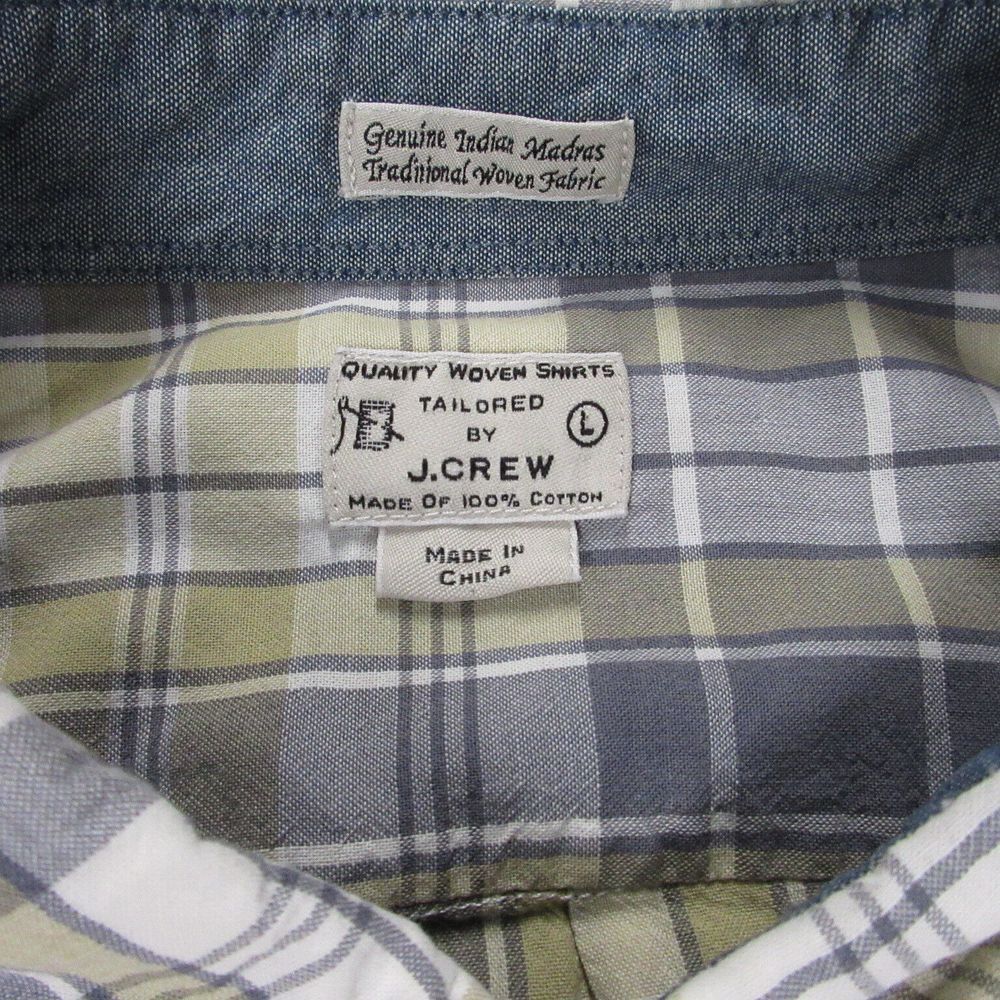 Genuine Indian Madras
Traditional Woven Fabric
QUALITY WOVEN SHIRTS
TAILORED
BY
L
J.CREW
MADE OF 100% COTTON
MADE IN
CHINA